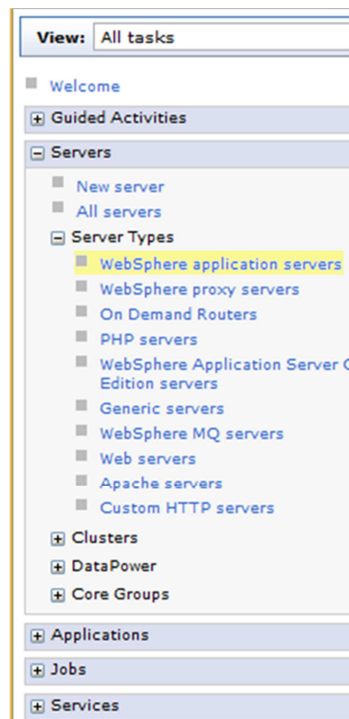 View: All tasks
Welcome
Guided Activities
Servers
New server
All servers
Server Types
WebSphere application servers
WebSphere proxy servers
On Demand Routers
PHP servers
WebSphere Application Server
Edition servers
Generic servers
WebSphere MQ servers
Web servers
Apache servers
Custom HTTP servers
Clusters
DataPower
Core Groups
Applications
Jobs
Services